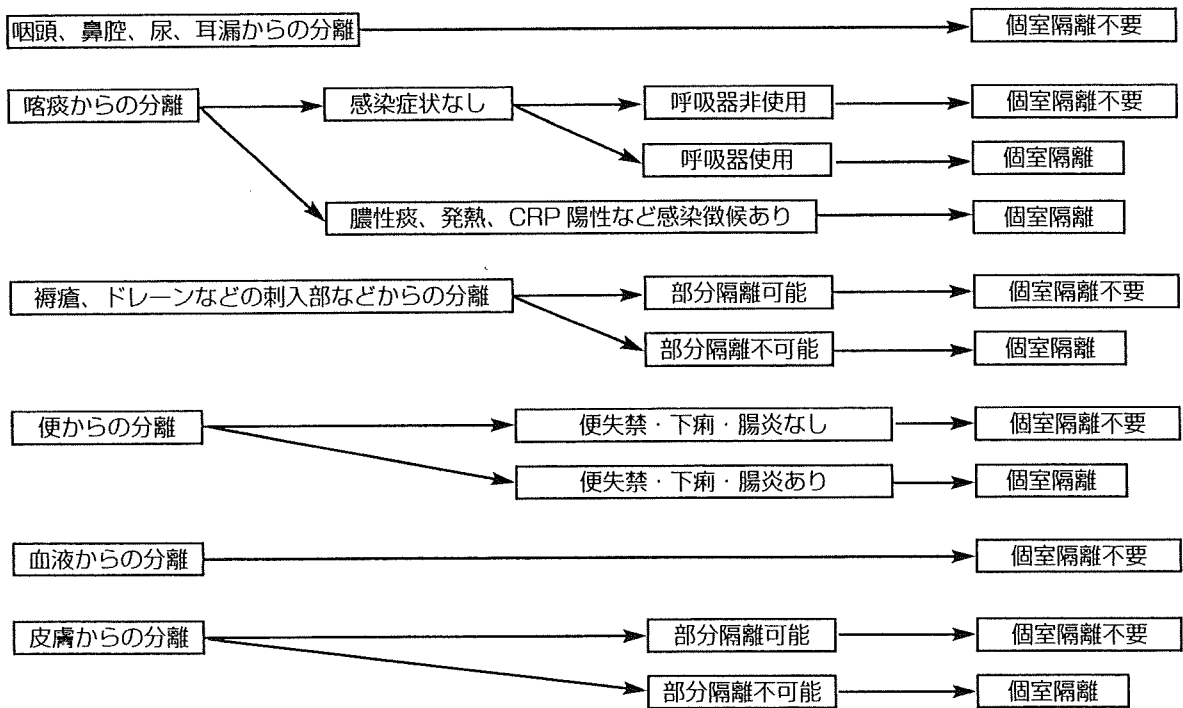 咽頭、鼻腔、尿、耳漏からの分離
個室隔離不要
喀痰からの分離
感染症状なし
呼吸器非使用
個室隔離不要
呼吸器使用
個室隔離
膿性痰、発熱、CRP陽性など感染徴候あり
個室隔離
褥瘡、ドレーンなどの刺入部などからの分離
部分隔離可能
個室隔離不要
部分隔離不可能
個室隔離
便からの分離
便失禁・下痢・腸炎なし
個室隔離不要
便失禁・下痢・腸炎あり
個室隔離
血液からの分離
個室隔離不要
皮膚からの分離
部分隔離可能
個室隔離不要
部分隔離不可能
個室隔離